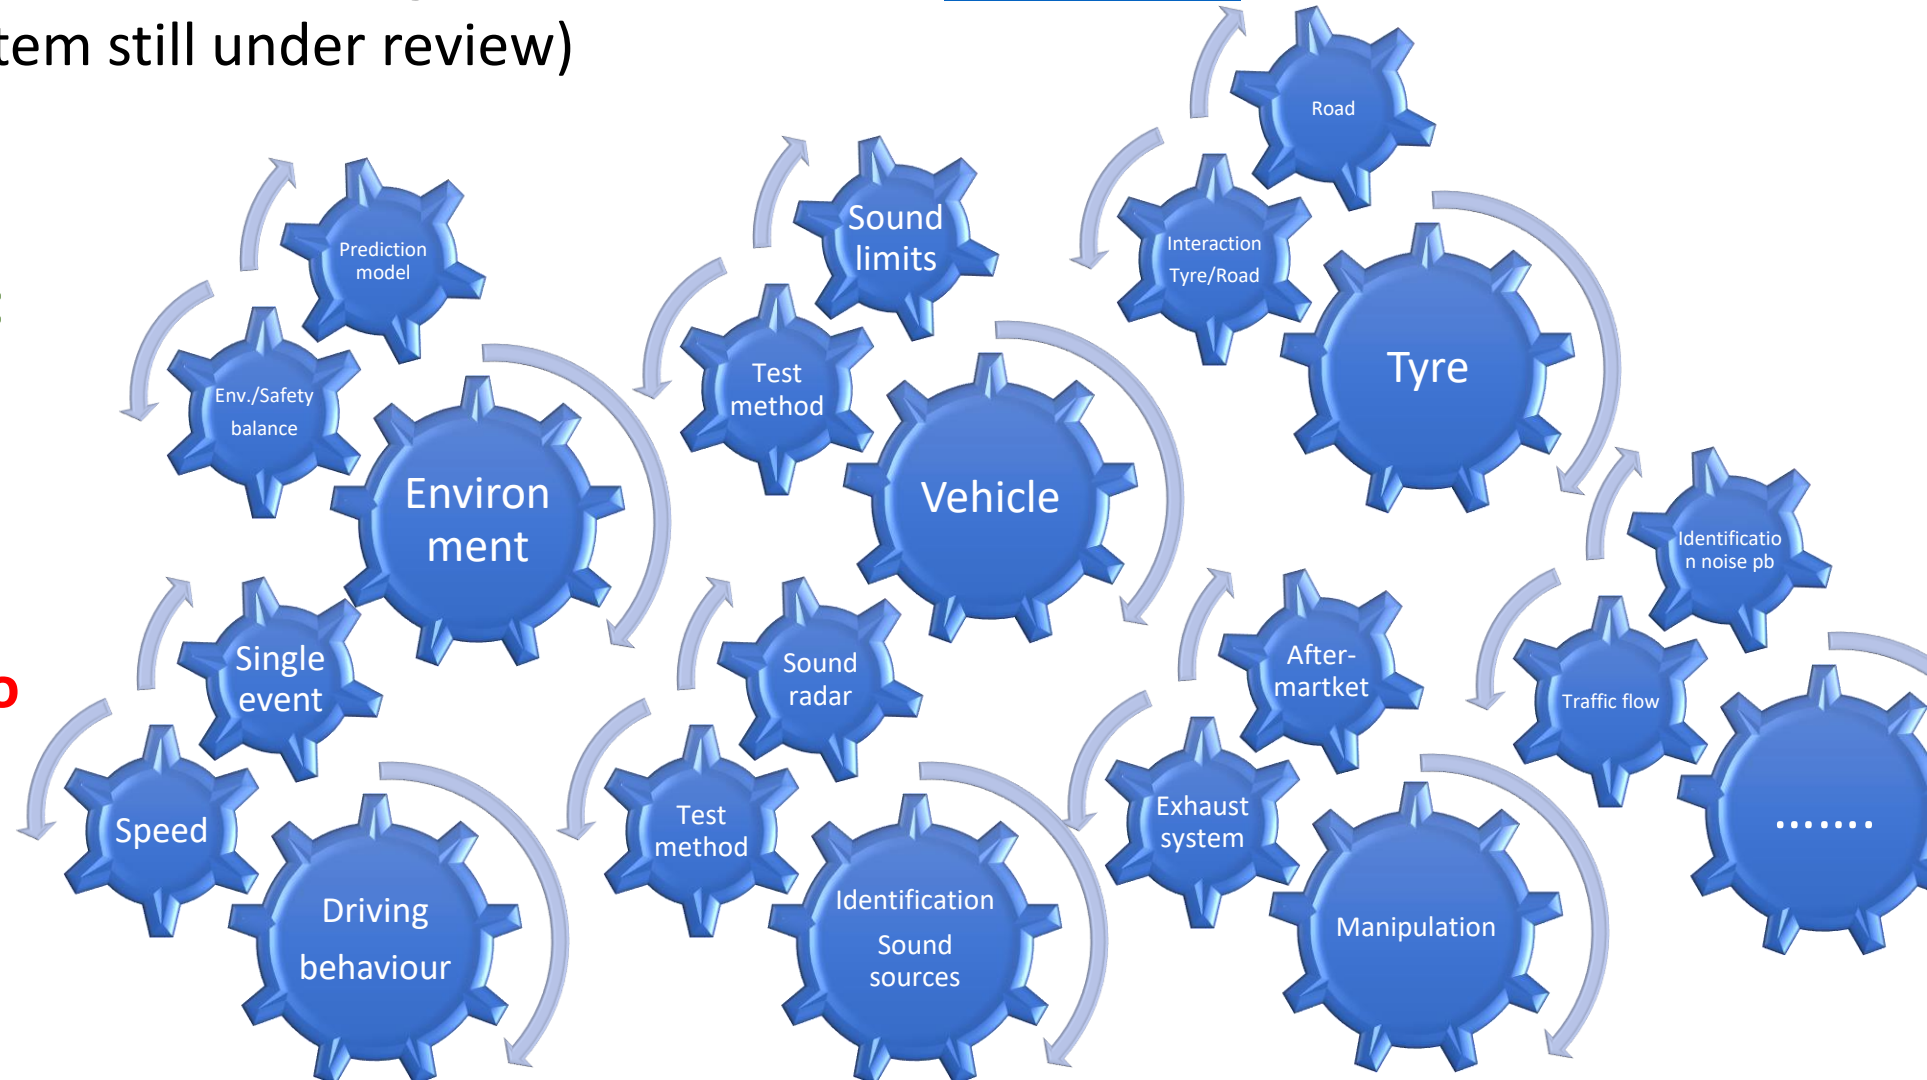 tem still under review)
Road
Prediction
model
Sound
limits
Interaction
Tyre/Road
Env./Safety
balance
Test
method
Tyre
Environ
ment
Vehicle
Identificatio
n noise pb
Single
event
Sound
radar
After-
martket
Traffic flow
Speed
Test
method
Exhaust
system
.......
Driving
behaviour
Identification
Sound
sources
Manipulation